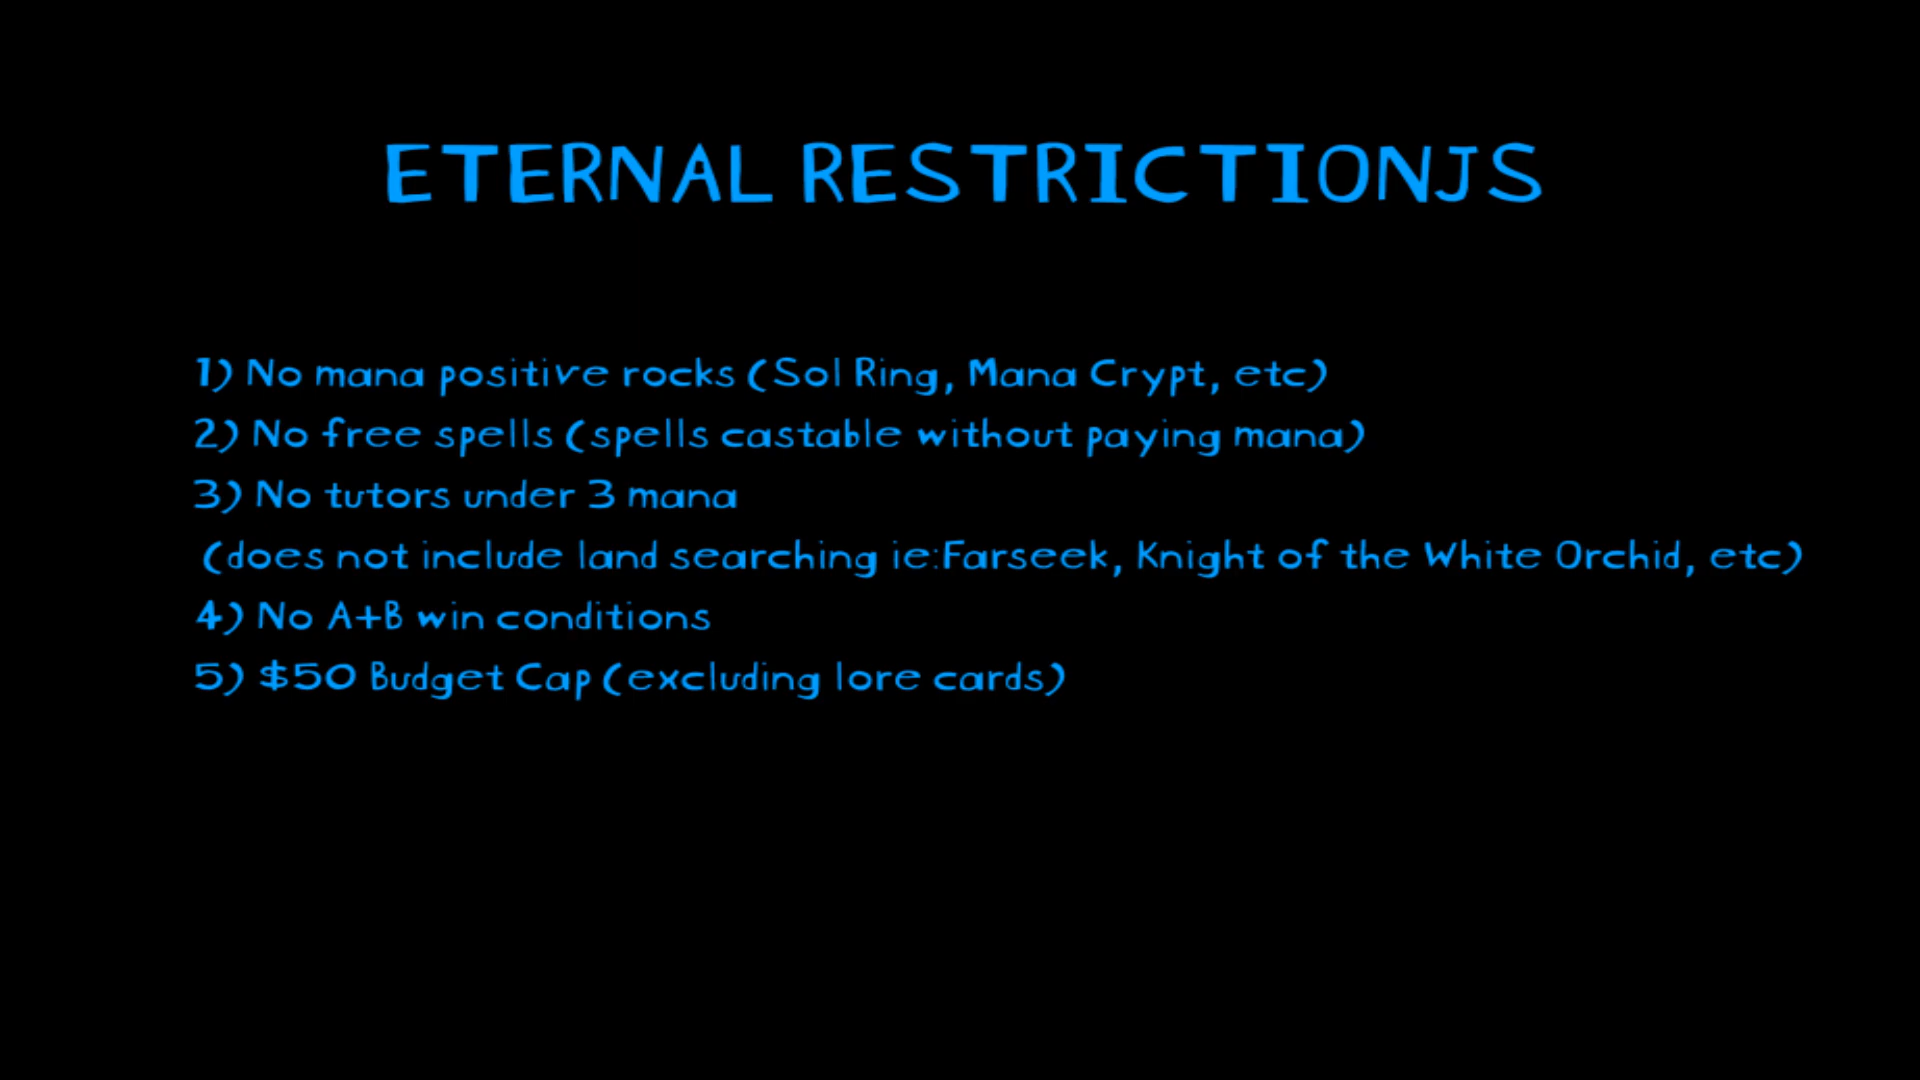 ETERNAL RESTRICTIONJS
1) No mana positive rocks (Sol Ring, Mana Crypt, etc)
2) No free spells (spells castable without paying mana)
3) No tutors under 3 mana
(does not include land searching ie:Farseek, Knight of the White Orchid, etc)
4) No A+B win conditions
5) $50 Budget Cap (excluding lore cards)